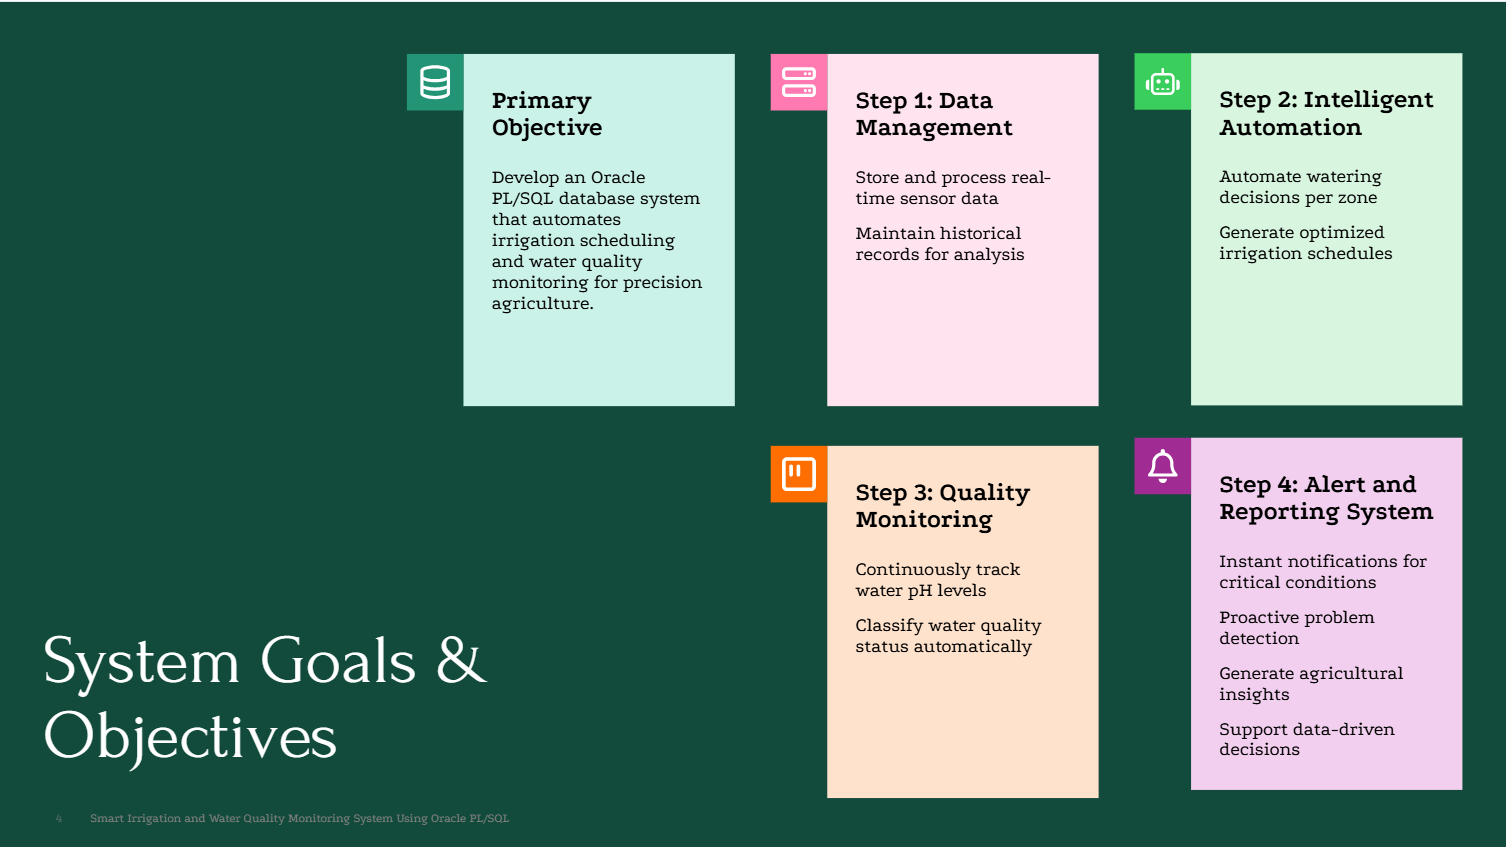 Primary
Objective
Develop an Oracle
PL/SQL database system
that automates
irrigation scheduling
and water quality
monitoring for precision
agriculture.
Step 1: Data
Management
Store and process real-
time sensor data
Maintain historical
records for analysis
Step 2: Intelligent
Automation
Automate watering
decisions per zone
Generate optimized
irrigation schedules
Step 3: Quality
Monitoring
Continuously track
water pH levels
Classify water quality
status automatically
Step 4: Alert and
Reporting System
Instant notifications for
critical conditions
Proactive problem
detection
Generate agricultural
insights
Support data-driven
decisions
System Goals &
Objectives
4 Smart Irrigation and Water Quality Monitoring System Using Oracle PL/SQL